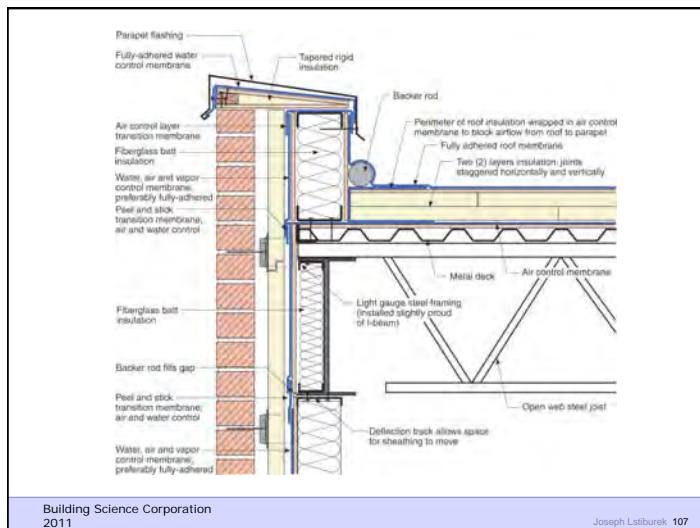 Parapet flashing
Fully-adhered water
control membrane
Tapered rigid
insulation
Backer rod
Air control layer
transition membrane
Perimeter of roof insulation wrapped in air control
membrane to block airflow from roof to parapet
Fully adhered roof membrane
Fiberglass batt
insulation
Two (2) layers insulation: joints
staggered horizontally and vertically
Water, air and vapor
control membrane;
preferably fully-adhered
Peel and stick
transition membrane;
air and water control
Metal deck
Air control membrane
Fiberglass batt
insulation
Light gauge steel framing
(installed slightly proud
of I-beam)
Backer rod fills gap
Peel and stick
transition membrane;
air and water control
Open web steel joist
Deflection track allows space
for sheathing to move
Water, air and vapor
control membrane;
preferably fully-adhered
Building Science Corporation
2011
Joseph Lstiburek 107